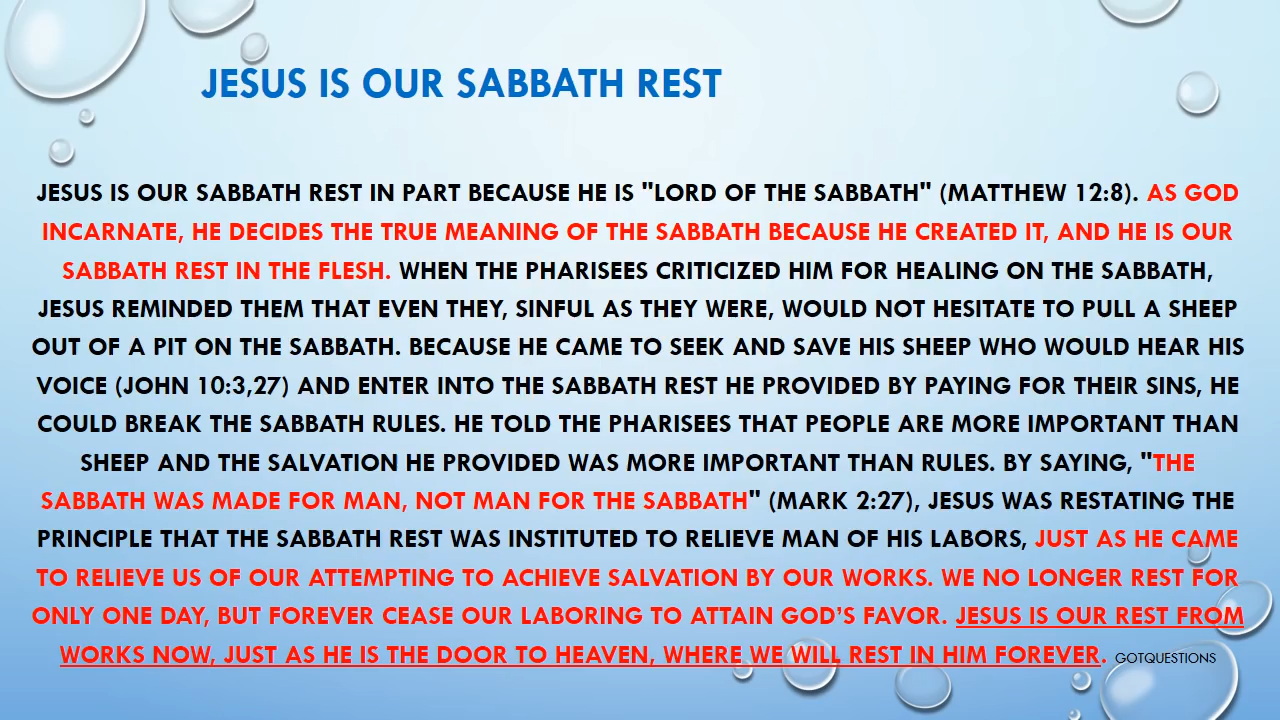 JESUS IS OUR SABBATH REST
JESUS IS OUR SABBATH REST IN PART BECAUSE HE IS "LORD OF THE SABBATH" (MATTHEW 12:8). AS GOD
INCARNATE, HE DECIDES THE TRUE MEANING OF THE SABBATH BECAUSE HE CREATED IT, AND HE IS OUR
SABBATH REST IN THE FLESH. WHEN THE PHARISEES CRITICIZED HIM FOR HEALING ON THE SABBATH,
JESUS REMINDED THEM THAT EVEN THEY, SINFUL AS THEY WERE, WOULD NOT HESITATE TO PULL A SHEEP
OUT OF A PIT ON THE SABBATH. BECAUSE HE CAME TO SEEK AND SAVE HIS SHEEP WHO WOULD HEAR HIS
VOICE (JOHN 10:3,27) AND ENTER INTO THE SABBATH REST HE PROVIDED BY PAYING FOR THEIR SINS, HE
COULD BREAK THE SABBATH RULES. HE TOLD THE PHARISEES THAT PEOPLE ARE MORE IMPORTANT THAN
SHEEP AND THE SALVATION HE PROVIDED WAS MORE IMPORTANT THAN RULES. BY SAYING, "THE
SABBATH WAS MADE FOR MAN, NOT MAN FOR THE SABBATH" (MARK 2:27), JESUS WAS RESTATING THE
PRINCIPLE THAT THE SABBATH REST WAS INSTITUTED TO RELIEVE MAN OF HIS LABORS, JUST AS HE CAME
TO RELIEVE US OF OUR ATTEMPTING TO ACHIEVE SALVATION BY OUR WORKS. WE NO LONGER REST FOR
ONLY ONE DAY, BUT FOREVER CEASE OUR LABORING TO ATTAIN GOD’S FAVOR. JESUS IS OUR REST FROM
WORKS NOW, JUST AS HE IS THE DOOR TO HEAVEN, WHERE WE WILL REST IN HIM FOREVER. GOTQUESTIONS